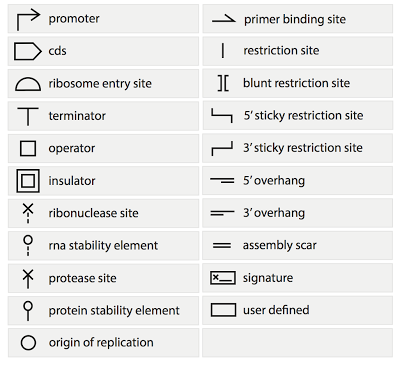 promoter
cds
ribosome entry site
terminator
operator
insulator
ribonuclease site
rna stability element
protease site
protein stability element
origin of replication
primer binding site
restriction site
blunt restriction site
5' sticky restriction site
3' sticky restriction site
5' overhang
3' overhang
assembly scar
signature
user defined